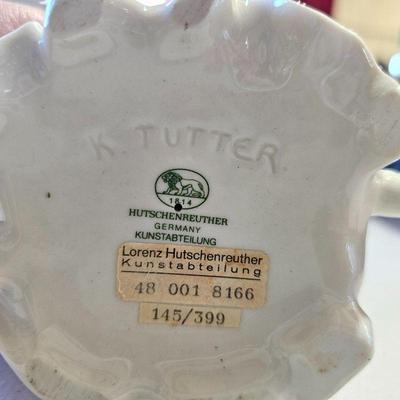 K. TUTTER
1814
HUTSCHENREUTHER
GERMANY
KUNSTABTEILUNG
Lorenz Hutschenreuther
Kunstabteilung
48 001 8166
145/399